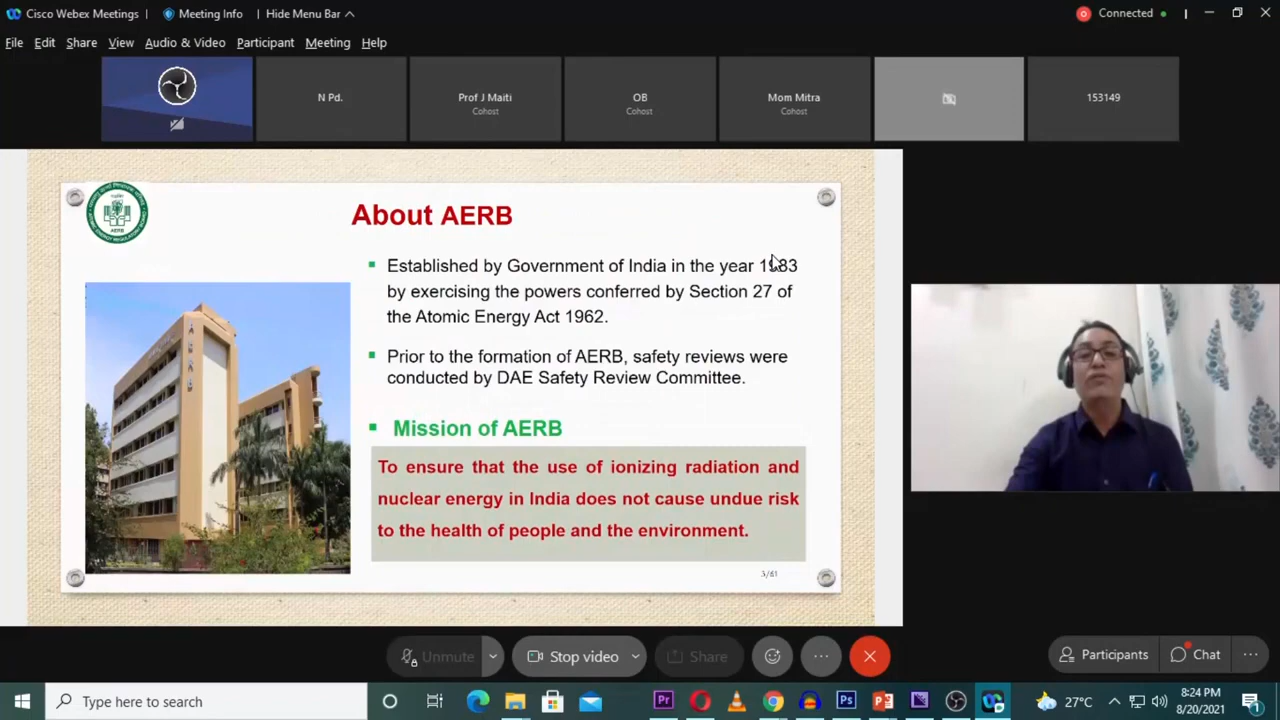 Cisco Webex Meetings
Meeting Info
Hide Menu Bar
Connected
File Edit Share View Audio & Video Participant Meeting Help
N Pd.
Prof J Maiti
Cohost
OB
Cohost
Mom Mitra
Cohost
153149
AERB
About AERB
Established by Government of India in the year 1983
by exercising the powers conferred by Section 27 of
the Atomic Energy Act 1962.
Prior to the formation of AERB, safety reviews were
conducted by DAE Safety Review Committee.
Mission of AERB
To ensure that the use of ionizing radiation and
nuclear energy in India does not cause undue risk
to the health of people and the environment.
3/61
Unmute
Stop video
Share
Participants
Chat
Type here to search
27°C
8:24 PM
8/20/2021